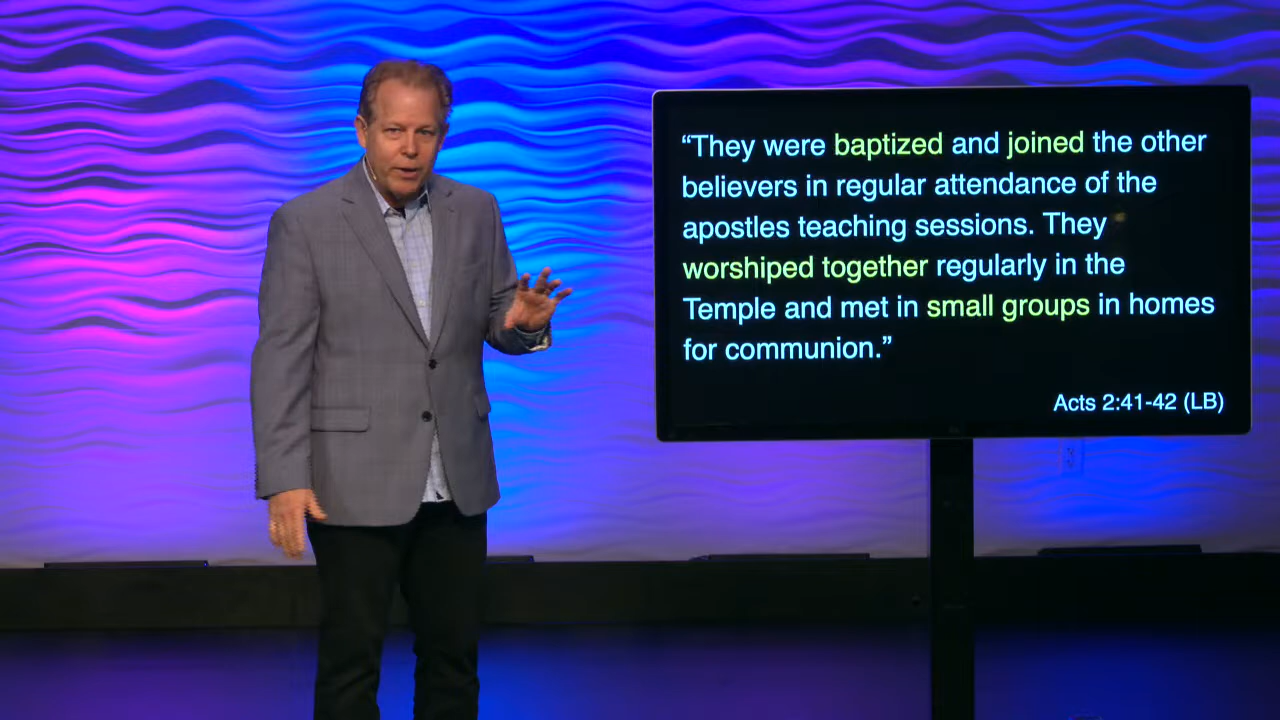 “They were baptized and joined the other
believers in regular attendance of the
apostles teaching sessions. They
worshiped together regularly in the
Temple and met in small groups in homes
for communion.”
Acts 2:41-42 (LB)